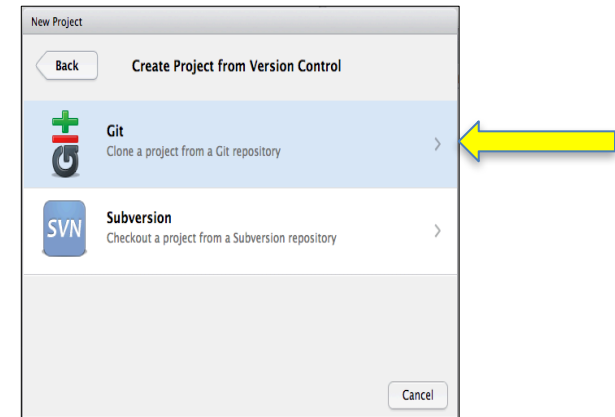 New Project
Back
Create Project from Version Control
Git
Clone a project from a Git repository
SVN
Subversion
Checkout a project from a Subversion repository
Cancel